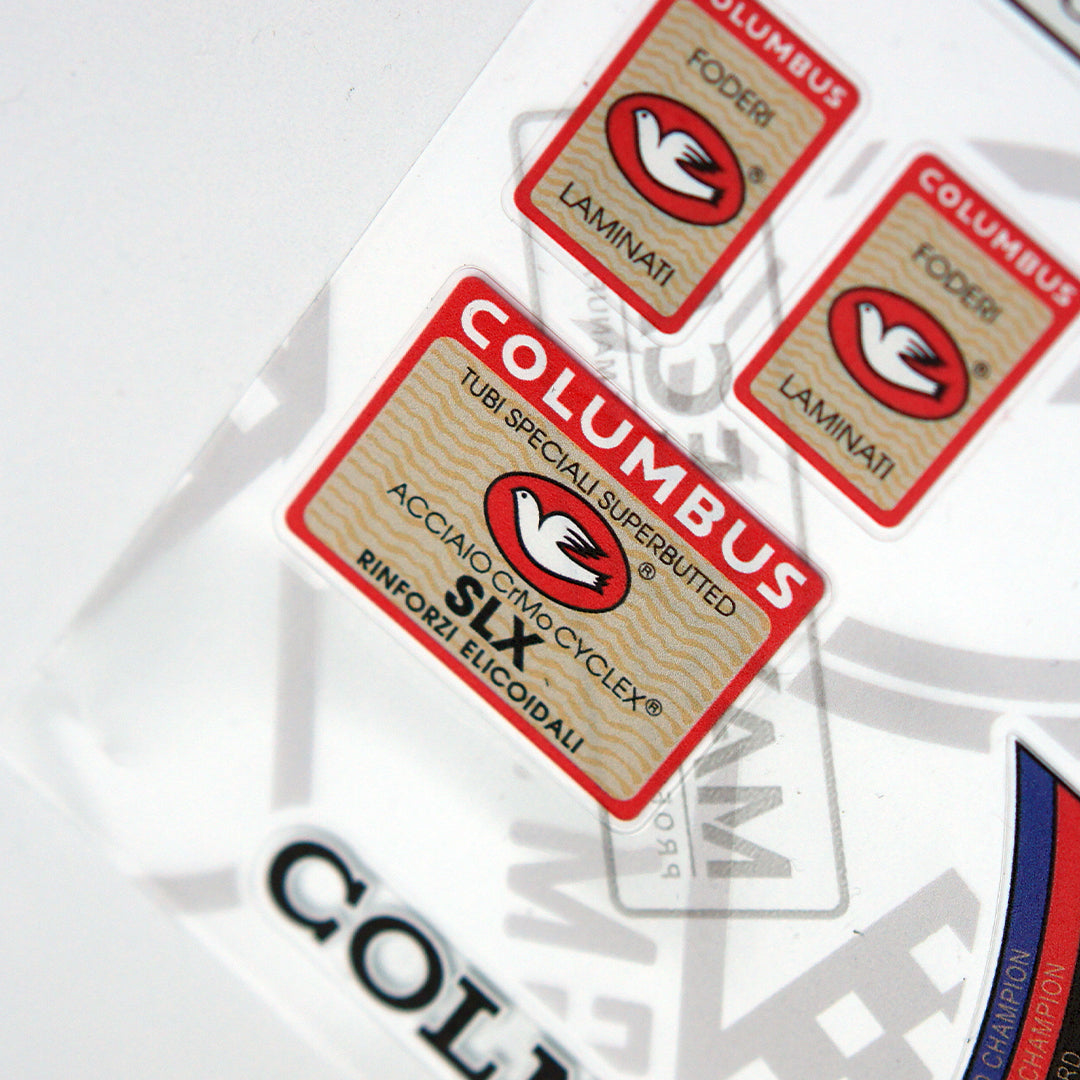 COLUMBUS
FODERI
®
LAMINATI
COLUMBUS
FODERI
®
LAMINATI
COLUMBUS
TUBI SPECIALI SUPERBUTTED
®
ACCIAIO CrMo CYCLEX®
SLX
RINFORZI ELICOIDALI
CHAMPION
CHAMPION